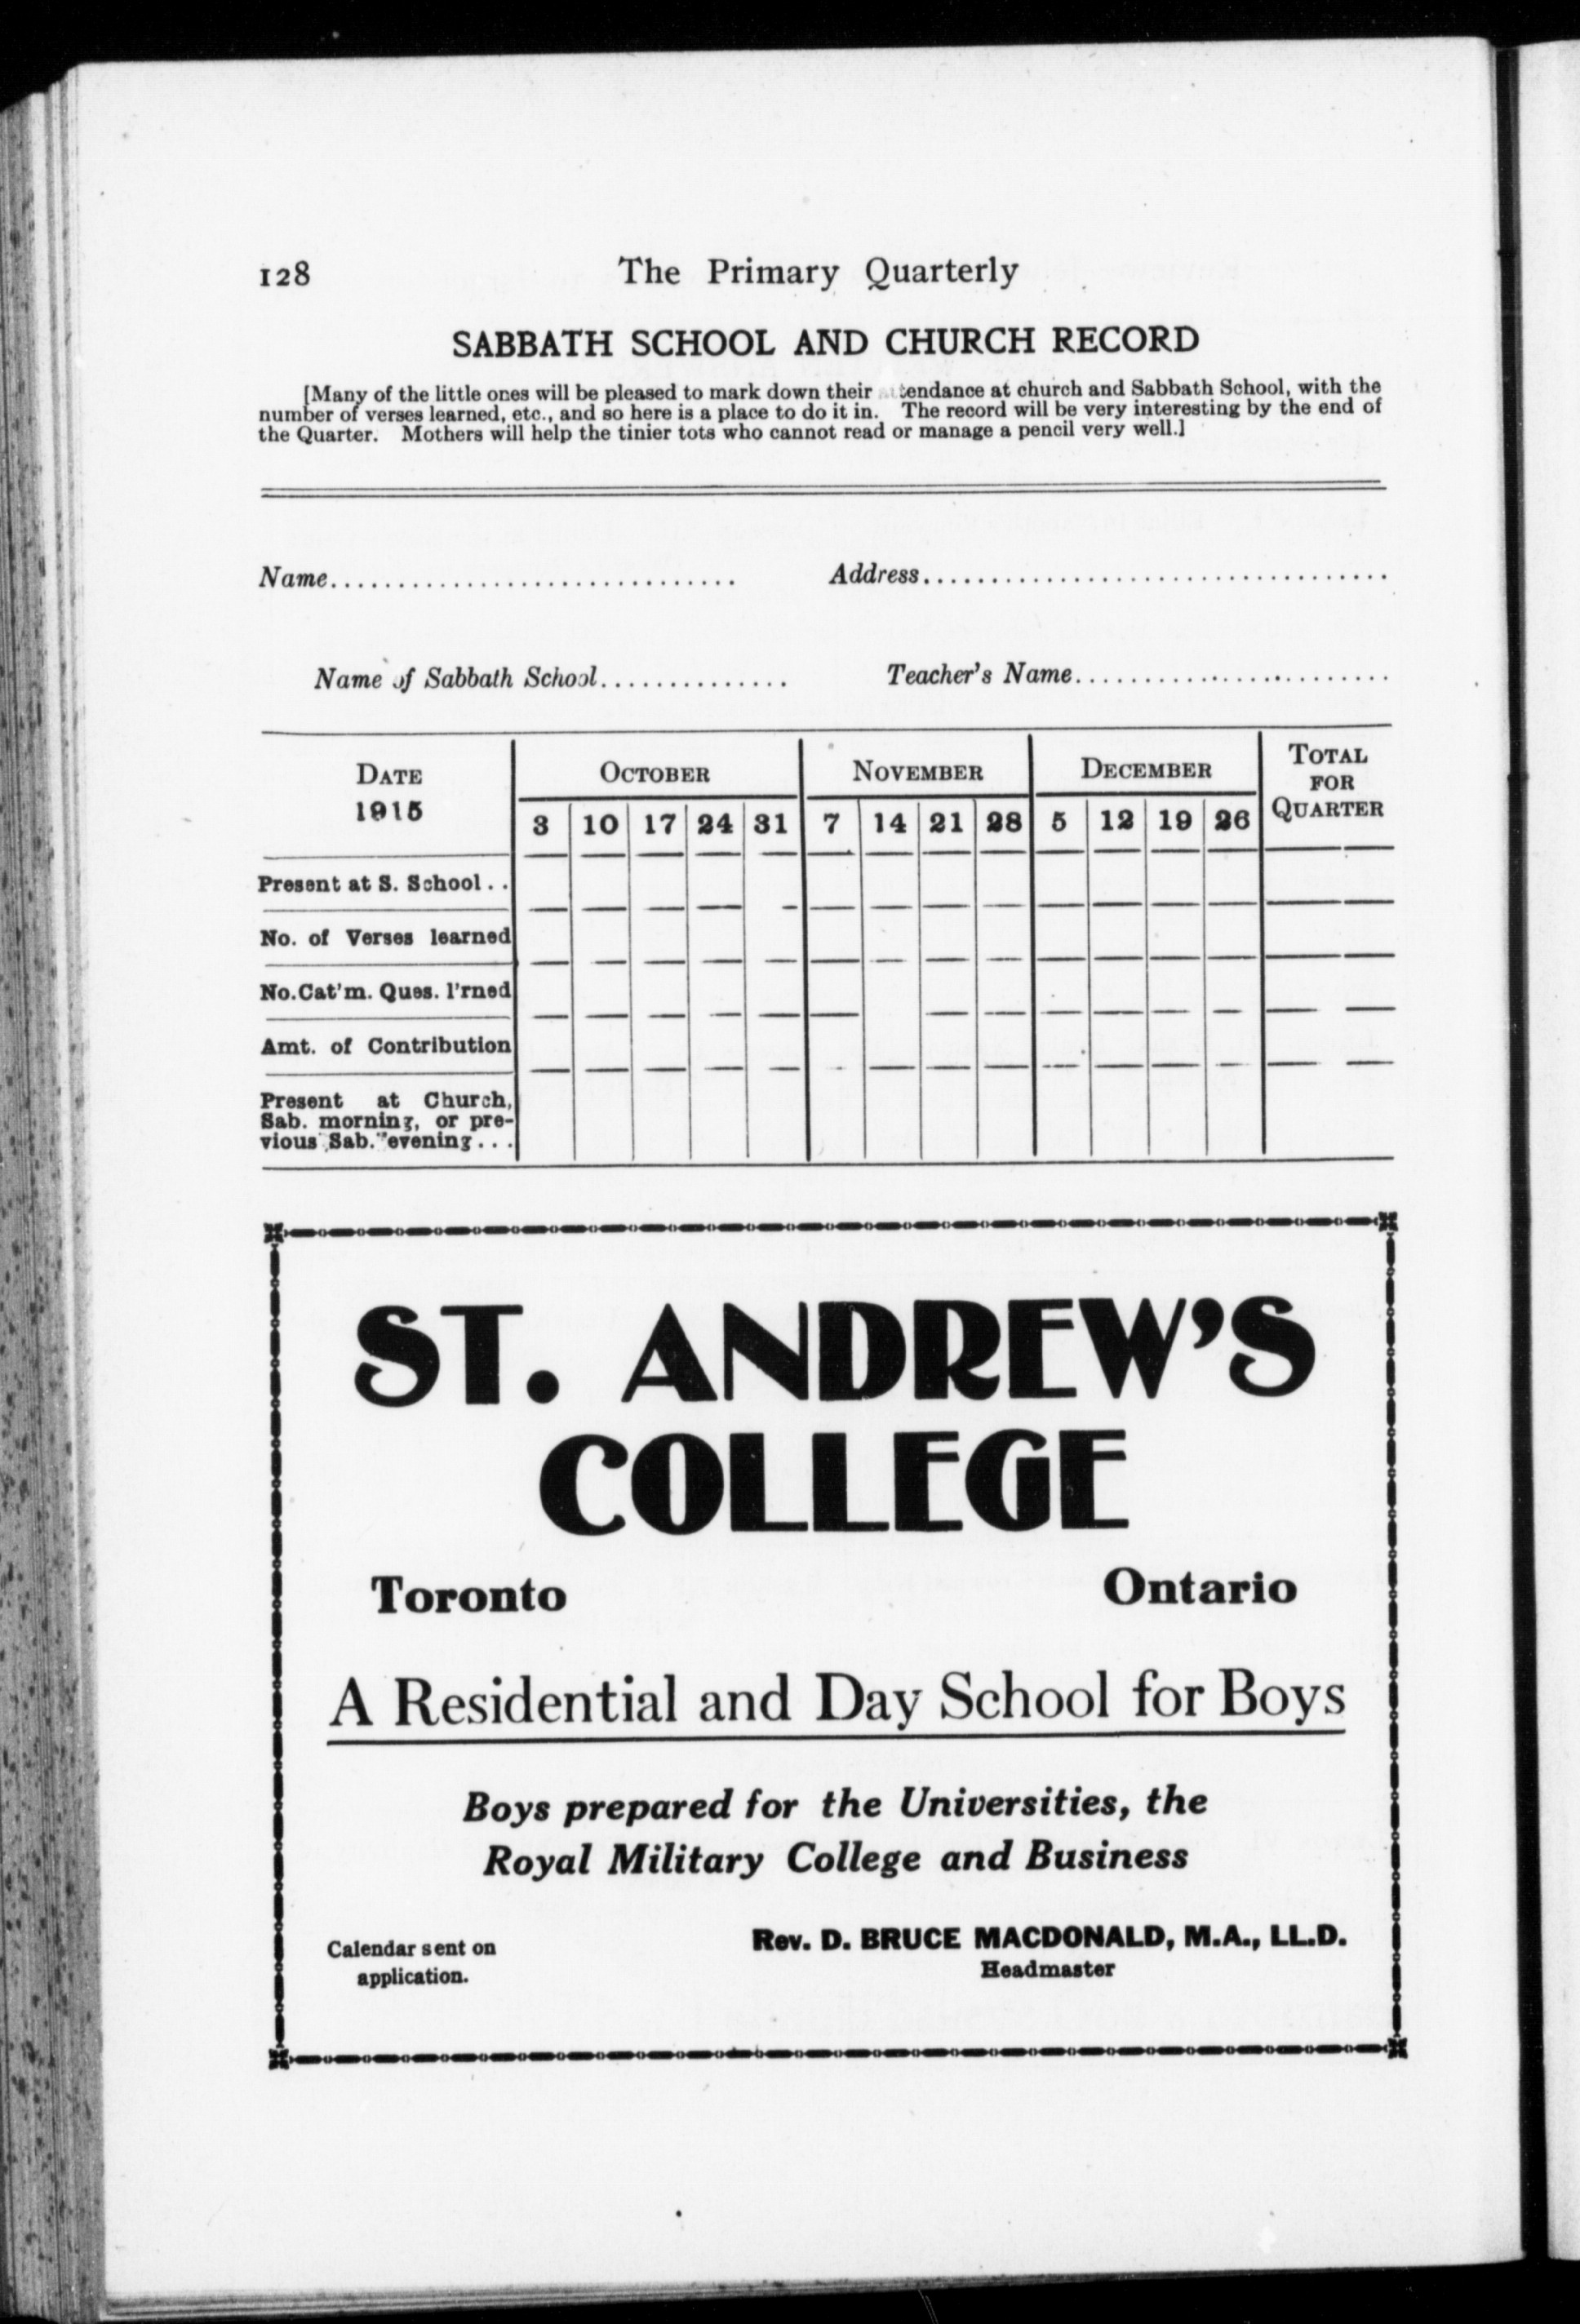 128 The Primary Quarterly
SABBATH SCHOOL AND CHURCH RECORD
[Many of the little ones will be pleased to mark down their attendance at church and Sabbath School, with the
number of verses learned, etc., and so here is a place to do it in. The record will be very interesting by the end of
the Quarter. Mothers will help the tinier tots who cannot read or manage a pencil very well.]
Name.............................. Address..................................
Name of Sabbath School.............. Teacher's Name.......................
DATE 1915 OCTOBER NOVEMBER DECEMBER TOTAL FOR QUARTER
3 10 17 24 31 7 14 21 28 5 12 19 26
Present at S. School..
No. of Verses learned
No.Cat'm. Ques. l'rned
Amt. of Contribution
Present at Church,
Sab. morning, or pre-
vious Sab. evening...
ST. ANDREW'S
COLLEGE
Toronto Ontario
A Residential and Day School for Boys
Boys prepared for the Universities, the
Royal Military College and Business
Calendar sent on
application.
Rev. D. BRUCE MACDONALD, M.A., LL.D.
Headmaster